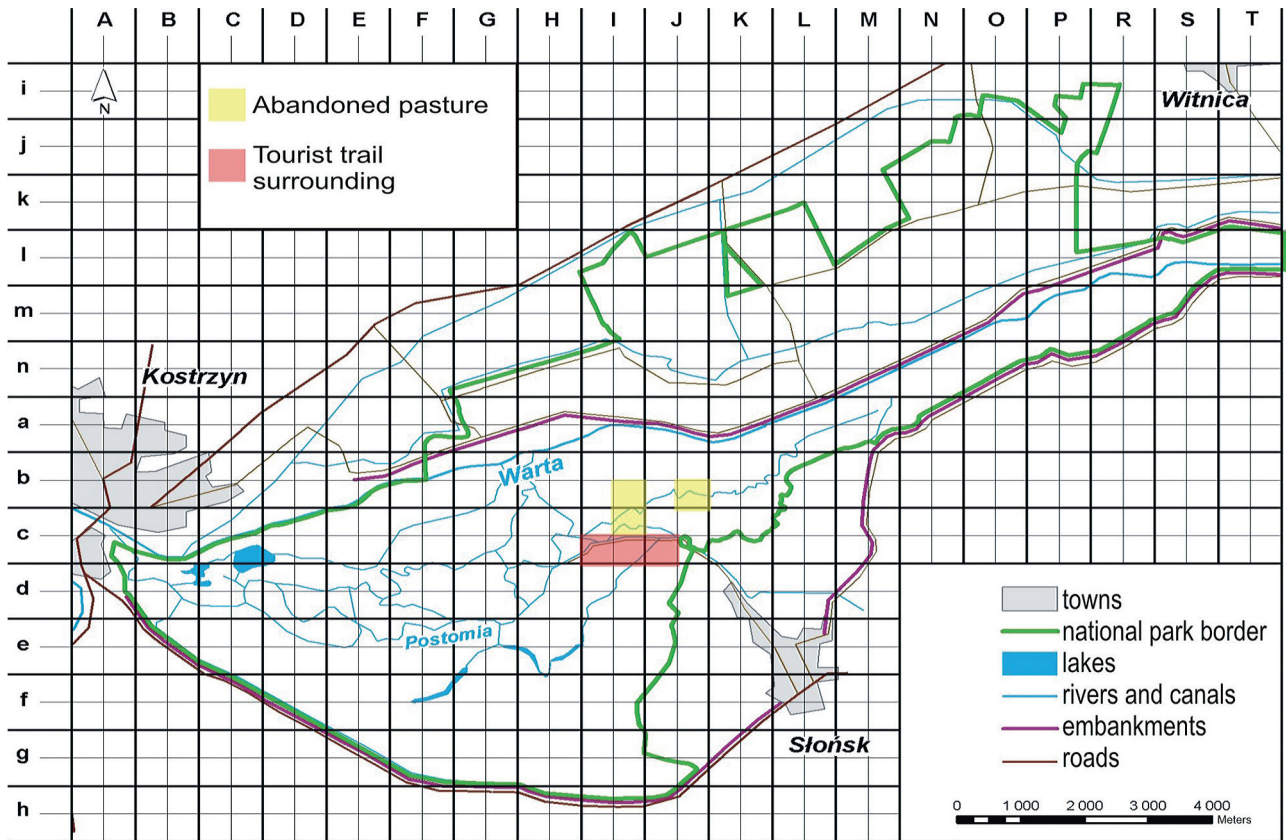 A B C D E F G H I J K L M N O P R S T
i
j
k
l
m
n
a
b
c
d
e
f
g
h
N
Abandoned pasture
Tourist trail
surrounding
Witnica
Kostrzyn
Warta
Postomia
Słońsk
towns
national park border
lakes
rivers and canals
embankments
roads
0 1 000 2 000 3 000 4 000
Meters